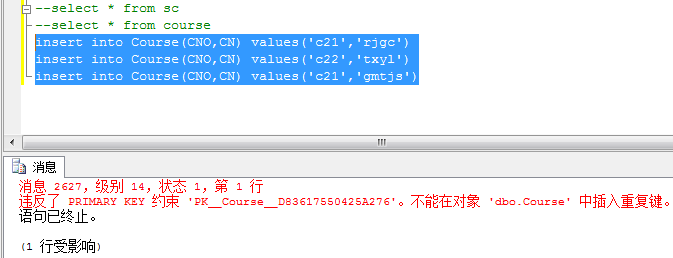 --select * from sc
--select * from course
insert into Course(CNO,CN) values('c21','rjgc')
insert into Course(CNO,CN) values('c22','txyl')
insert into Course(CNO,CN) values('c21','gmtjs')
消息
消息 2627，级别 14，状态 1，第 1 行
违反了 PRIMARY KEY 约束 'PK__Course__D83617550425A276'。不能在对象 'dbo.Course' 中插入重复键。
语句已终止。
(1 行受影响)